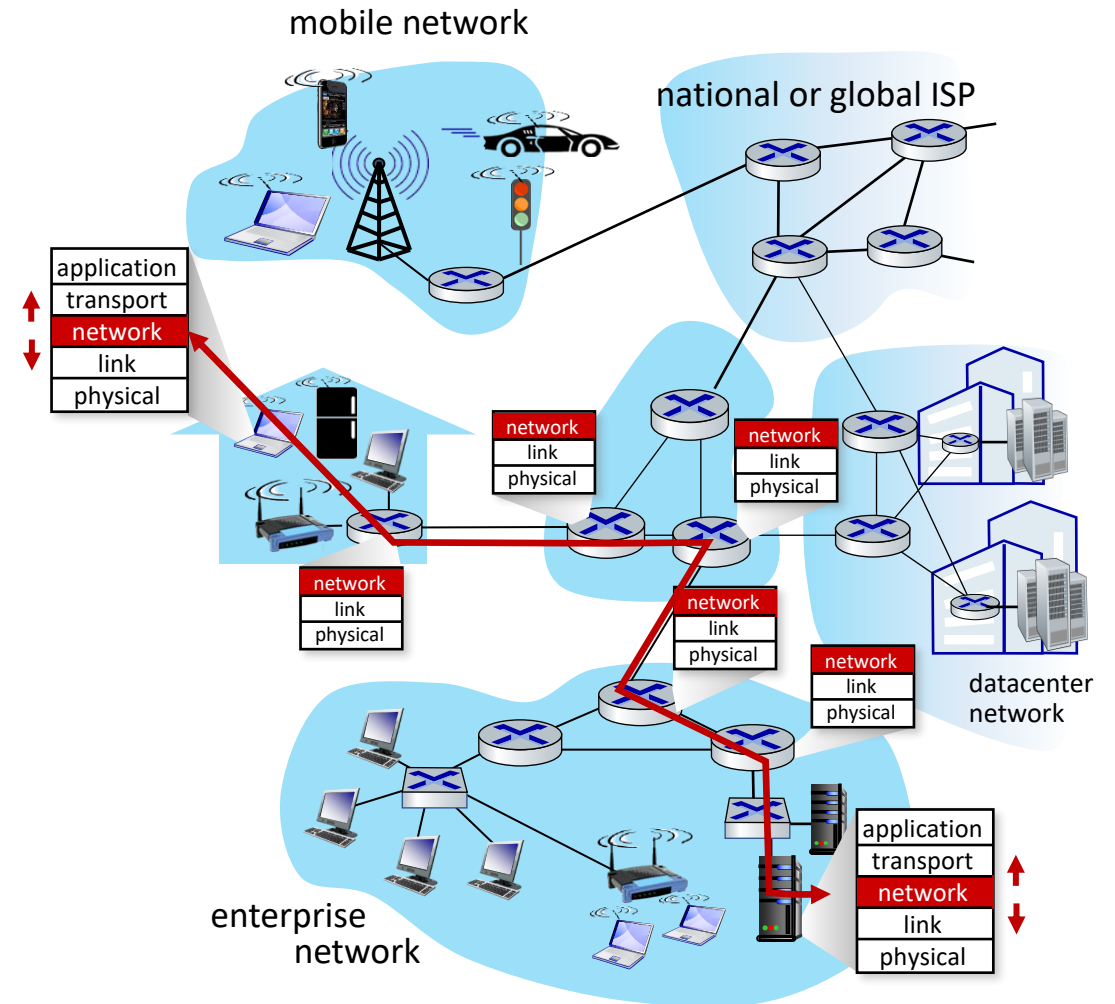 mobile network
national or global ISP
application
transport
network
link
physical
network
link
physical
network
link
physical
network
link
physical
network
link
physical
network
link
physical
datacenter
network
application
transport
network
link
physical
enterprise
network